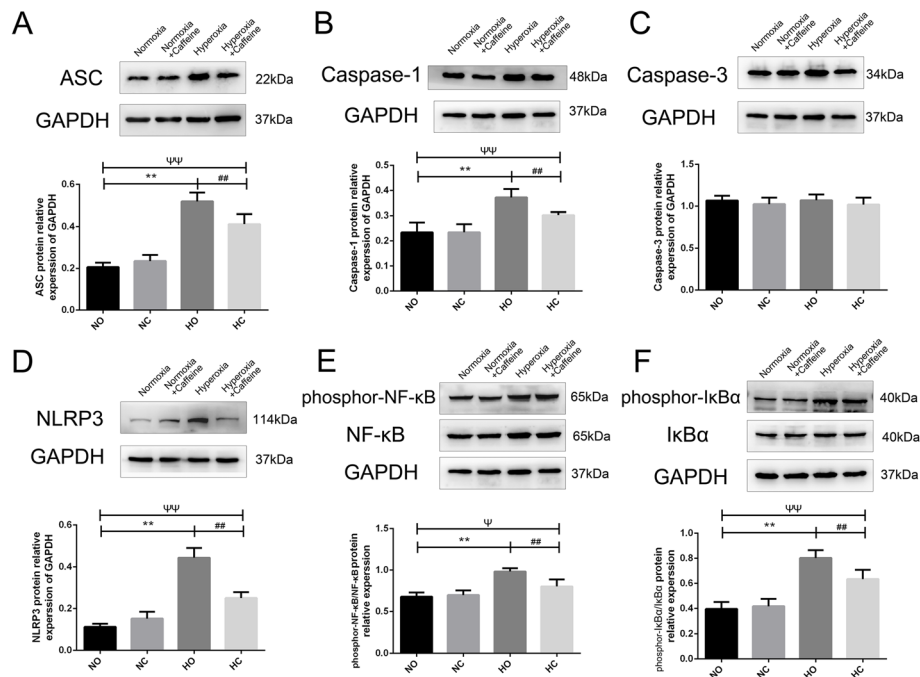 A
Normoxia
Normoxia
+Caffeine
Hyperoxia
Hyperoxia
+Caffeine
ASC
22kDa
GAPDH
37kDa
ψψ
** ##
ASC protein relative
experssion of GAPDH
0.6
0.4
0.2
0.0
NO NC HO HC
B
Normoxia
Normoxia
+Caffeine
Hyperoxia
Hyperoxia
+Caffeine
Caspase-1
48kDa
GAPDH
37kDa
ψψ
** ##
Caspase-1 protein relative
experssion of GAPDH
0.5
0.4
0.3
0.2
0.1
0.0
NO NC HO HC
C
Normoxia
Normoxia
+Caffeine
Hyperoxia
Hyperoxia
+Caffeine
Caspase-3
34kDa
GAPDH
37kDa
Caspase-3 protein relative
experssion of GAPDH
1.5
1.0
0.5
0.0
NO NC HO HC
D
Normoxia
Normoxia
+Caffeine
Hyperoxia
Hyperoxia
+Caffeine
NLRP3
114kDa
GAPDH
37kDa
ψψ
** ##
NLRP3 protein relative
experssion of GAPDH
0.6
0.4
0.2
0.0
NO NC HO HC
E
Normoxia
Normoxia
+Caffeine
Hyperoxia
Hyperoxia
+Caffeine
phosphor-NF-κB
65kDa
NF-κB
65kDa
GAPDH
37kDa
ψ
** ##
phosphor-NF-κB/NF-κB protein
relative experssion
1.5
1.0
0.5
0.0
NO NC HO HC
F
Normoxia
Normoxia
+Caffeine
Hyperoxia
Hyperoxia
+Caffeine
phosphor-IκBα
40kDa
IκBα
40kDa
GAPDH
37kDa
ψψ
** ##
phosphor-IκBα/IκBα protein
relative experssion
1.0
0.8
0.6
0.4
0.2
0.0
NO NC HO HC